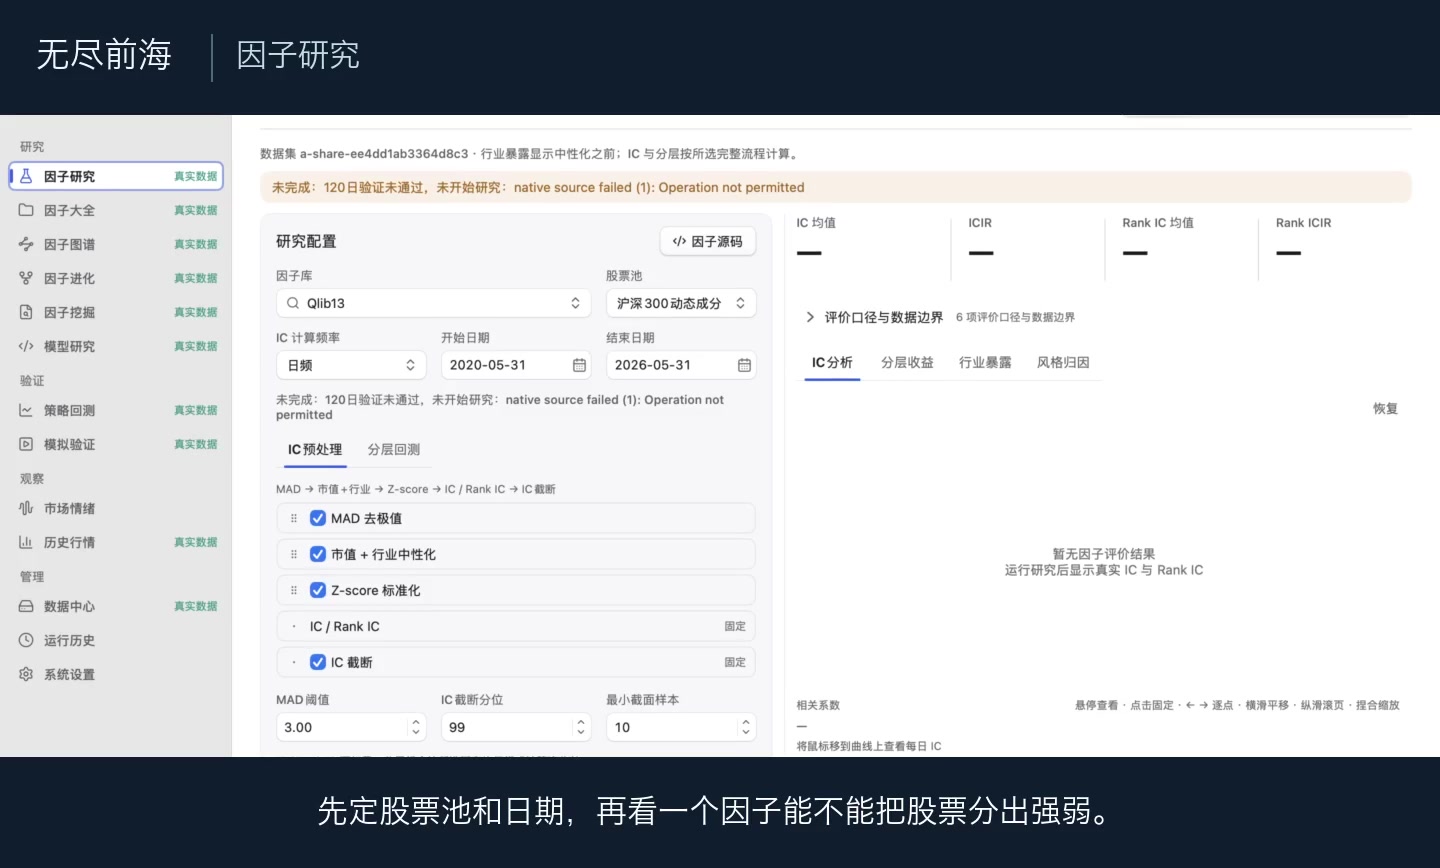 无尽前海
因子研究
研究
因子研究 真实数据
因子大全 真实数据
因子图谱 真实数据
因子进化 真实数据
因子挖掘 真实数据
模型研究 真实数据
验证
策略回测 真实数据
模拟验证 真实数据
观察
市场情绪
历史行情 真实数据
管理
数据中心 真实数据
运行历史
系统设置
数据集 a-share-ee4dd1ab3364d8c3 · 行业暴露显示中性化之前；IC 与分层按所选完整流程计算。
未完成：120日验证未通过，未开始研究：native source failed (1): Operation not permitted
研究配置
</> 因子源码
因子库
股票池
Qlib13
沪深300动态成分
IC 计算频率
开始日期
结束日期
日频
2020-05-31
2026-05-31
未完成：120日验证未通过，未开始研究：native source failed (1): Operation not
permitted
IC预处理
分层回测
MAD → 市值+行业 → Z-score → IC / Rank IC → IC截断
MAD 去极值
市值 + 行业中性化
Z-score 标准化
IC / Rank IC 固定
IC 截断 固定
MAD阈值
IC截断分位
最小截面样本
3.00
99
10
IC 均值
ICIR
Rank IC 均值
Rank ICIR
—
—
—
—
评价口径与数据边界 6 项评价口径与数据边界
IC分析
分层收益
行业暴露
风格归因
恢复
暂无因子评价结果
运行研究后显示真实 IC 与 Rank IC
相关系数
悬停查看 · 点击固定 · ← → 逐点 · 横滑平移 · 纵滑滚页 · 捏合缩放
—
将鼠标移到曲线上查看每日 IC
先定股票池和日期，再看一个因子能不能把股票分出强弱。